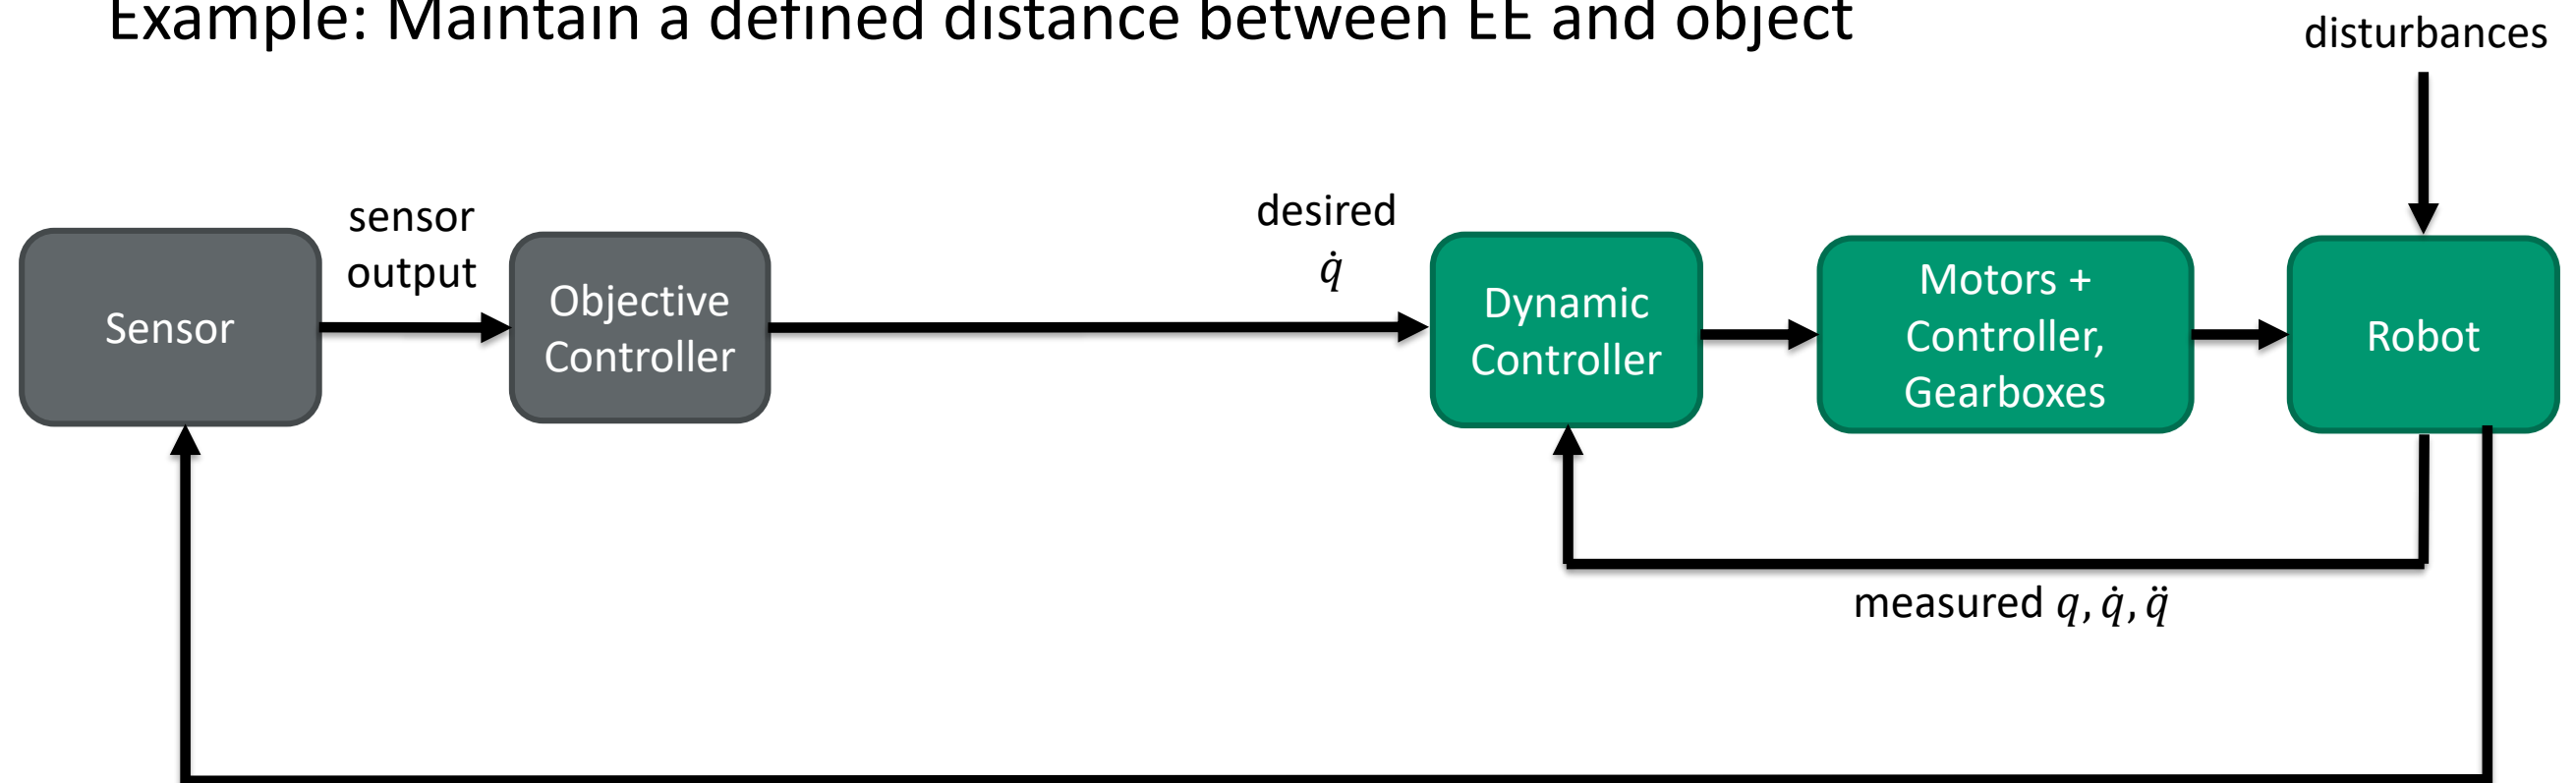 Example: Maintain a defined distance between EE and object
disturbances
sensor
output
desired
q̇
Sensor
Objective
Controller
Dynamic
Controller
Motors +
Controller,
Gearboxes
Robot
measured q, q̇, q̈